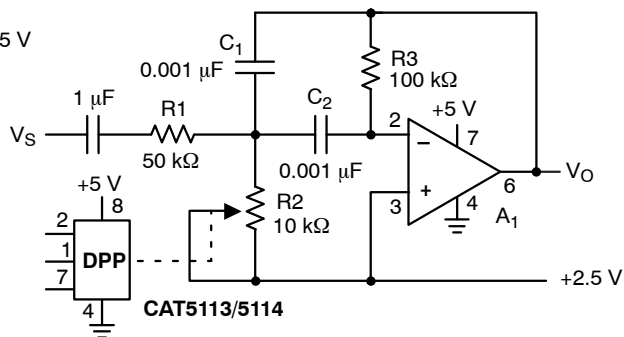 5 V
C1
0.001 μF
R3
100 kΩ
1 μF
R1
C2
+5 V
VS
50 kΩ
0.001 μF
2
–
7
+
3
6
VO
4
A1
+5 V
8
R2
10 kΩ
2
1
DPP
7
4
CAT5113/5114
+2.5 V